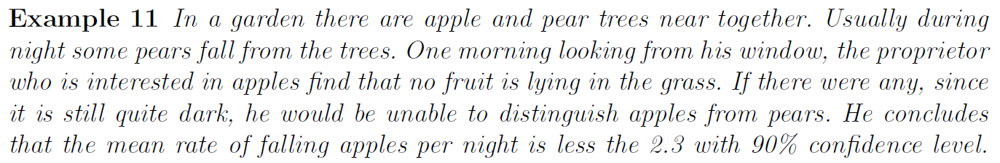 Example 11 In a garden there are apple and pear trees near together. Usually during
night some pears fall from the trees. One morning looking from his window, the proprietor
who is interested in apples find that no fruit is lying in the grass. If there were any, since
it is still quite dark, he would be unable to distinguish apples from pears. He concludes
that the mean rate of falling apples per night is less the 2.3 with 90% confidence level.